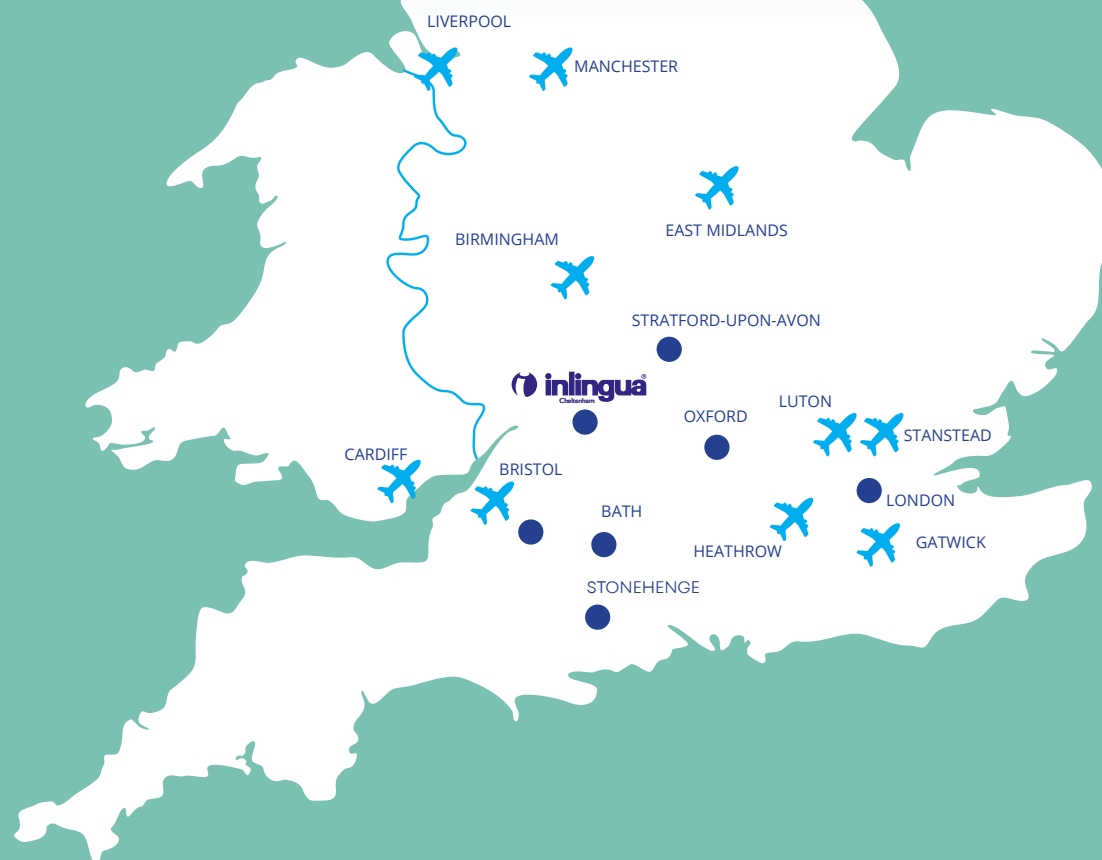 LIVERPOOL
MANCHESTER
EAST MIDLANDS
BIRMINGHAM
STRATFORD-UPON-AVON
inlingua®
Cheltenham
LUTON
OXFORD
STANSTEAD
CARDIFF
BRISTOL
LONDON
BATH
GATWICK
HEATHROW
STONEHENGE